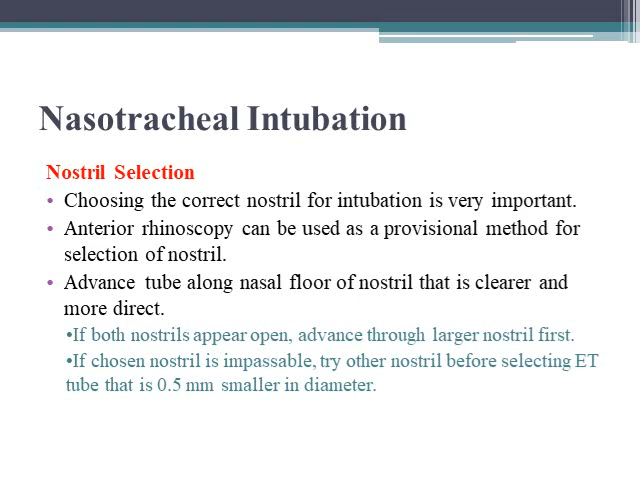 Nasotracheal Intubation
Nostril Selection
• Choosing the correct nostril for intubation is very important.
• Anterior rhinoscopy can be used as a provisional method for
selection of nostril.
• Advance tube along nasal floor of nostril that is clearer and
more direct.
•If both nostrils appear open, advance through larger nostril first.
•If chosen nostril is impassable, try other nostril before selecting ET
tube that is 0.5 mm smaller in diameter.